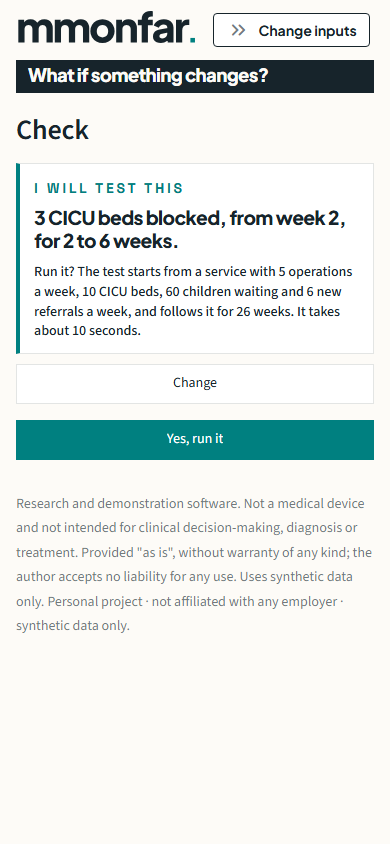 mmonfar.
Change inputs
What if something changes?
Check
I WILL TEST THIS
3 CICU beds blocked, from week 2,
for 2 to 6 weeks.
Run it? The test starts from a service with 5 operations
a week, 10 CICU beds, 60 children waiting and 6 new
referrals a week, and follows it for 26 weeks. It takes
about 10 seconds.
Change
Yes, run it
Research and demonstration software. Not a medical device
and not intended for clinical decision-making, diagnosis or
treatment. Provided "as is", without warranty of any kind; the
author accepts no liability for any use. Uses synthetic data
only. Personal project · not affiliated with any employer ·
synthetic data only.